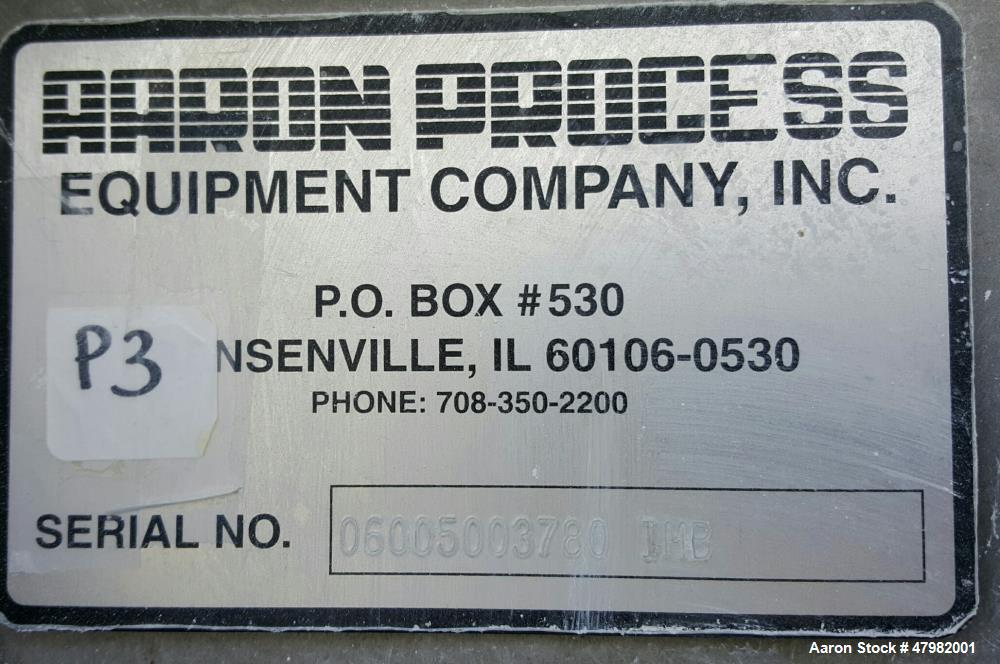 AARON PROCESS
EQUIPMENT COMPANY, INC.
P.O. BOX #530
P3
NSENVILLE, IL 60106-0530
PHONE: 708-350-2200
SERIAL NO. 06005003780 IMB
Aaron Stock # 47982001